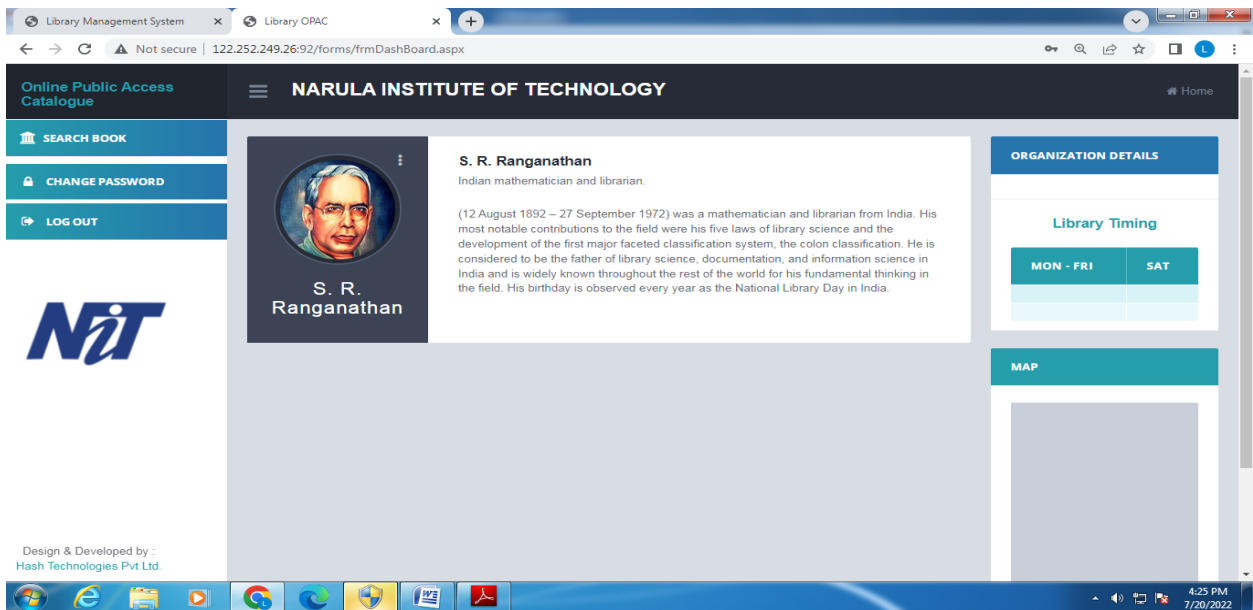 Library Management System
Library OPAC
Not secure | 122.252.249.26:92/forms/frmDashBoard.aspx
L
Online Public Access
Catalogue
NARULA INSTITUTE OF TECHNOLOGY
Home
SEARCH BOOK
CHANGE PASSWORD
LOG OUT
NiT
S. R.
Ranganathan
S. R. Ranganathan
Indian mathematician and librarian.
(12 August 1892 – 27 September 1972) was a mathematician and librarian from India. His
most notable contributions to the field were his five laws of library science and the
development of the first major faceted classification system, the colon classification. He is
considered to be the father of library science, documentation, and information science in
India and is widely known throughout the rest of the world for his fundamental thinking in
the field. His birthday is observed every year as the National Library Day in India.
ORGANIZATION DETAILS
Library Timing
MON - FRI SAT
MAP
Design & Developed by :
Hash Technologies Pvt Ltd.
4:25 PM
7/20/2022